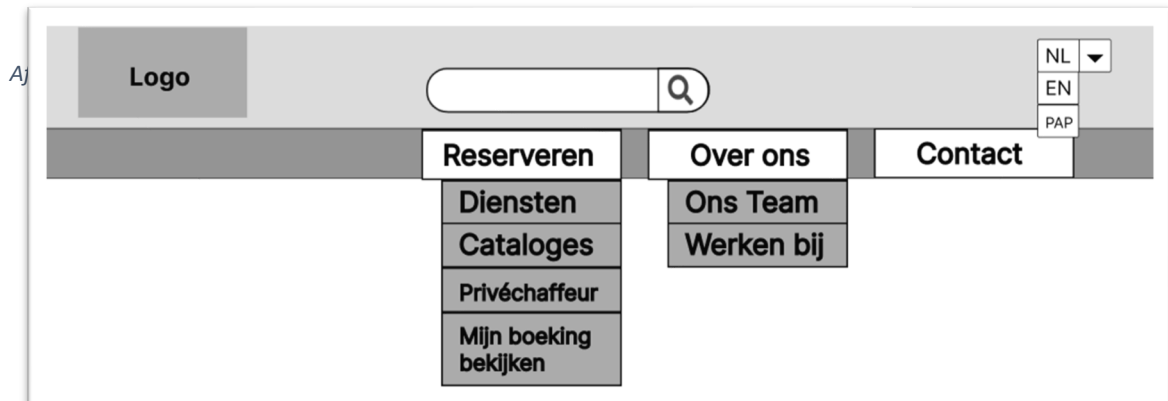 Logo
NL
EN
PAP
Reserveren
Over ons
Contact
Diensten
Ons Team
Cataloges
Werken bij
Privéchaffeur
Mijn boeking
bekijken